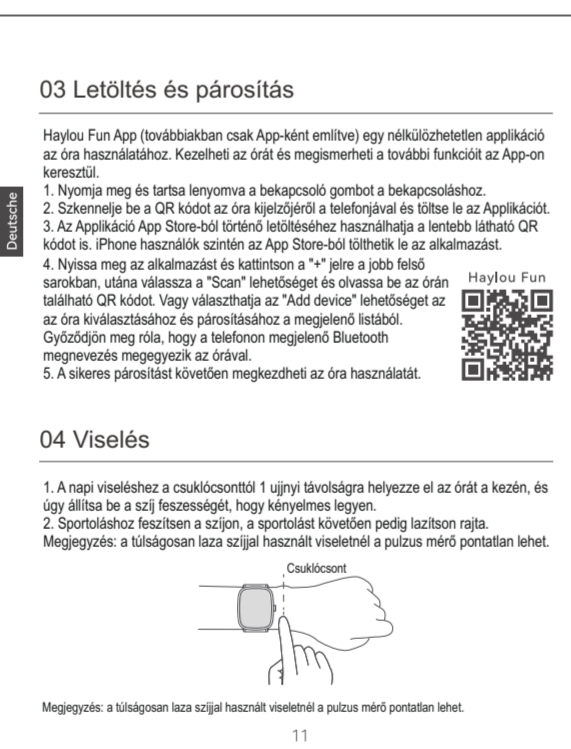 03 Letöltés és párosítás
Haylou Fun App (továbbiakban csak App-ként említve) egy nélkülözhetetlen applikáció
az óra használatához. Kezelheti az órát és megismerheti a további funkcióit az App-on
keresztül.
1. Nyomja meg és tartsa lenyomva a bekapcsoló gombot a bekapcsoláshoz.
2. Szkennelje be a QR kódot az óra kijelzőjéről a telefonjával és töltse le az Applikációt.
3. Az Applikáció App Store-ból történő letöltéséhez használhatja a lentebb látható QR
kódot is. iPhone használók szintén az App Store-ból tölthetik le az alkalmazást.
4. Nyissa meg az alkalmazást és kattintson a "+" jelre a jobb felső
sarokban, utána válassza a "Scan" lehetőséget és olvassa be az órán
található QR kódot. Vagy választhatja az "Add device" lehetőséget az
az óra kiválasztásához és párosításához a megjelenő listából.
Győződjön meg róla, hogy a telefonon megjelenő Bluetooth
megnevezés megegyezik az órával.
5. A sikeres párosítást követően megkezdheti az óra használatát.
Haylou Fun
Deutsche
04 Viselés
1. A napi viseléshez a csuklócsonttól 1 ujjnyi távolságra helyezze el az órát a kezén, és
úgy állítsa be a szíj feszességét, hogy kényelmes legyen.
2. Sportoláshoz feszítsen a szíjon, a sportolást követően pedig lazítson rajta.
Megjegyzés: a túlságosan laza szíjjal használt viseletnél a pulzus mérő pontatlan lehet.
Csuklócsont
Megjegyzés: a túlságosan laza szíjjal használt viseletnél a pulzus mérő pontatlan lehet.
11